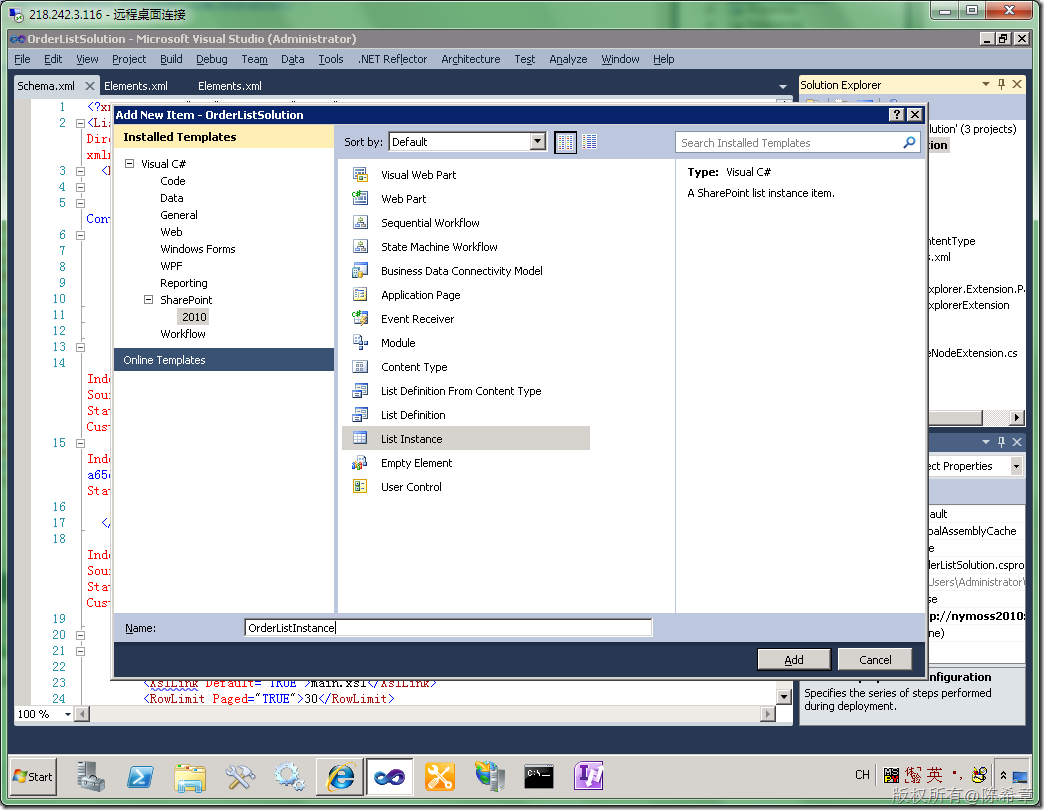 218.242.3.116 - 远程桌面连接
OrderListSolution - Microsoft Visual Studio (Administrator)
File Edit View Project Build Debug Team Data Tools .NET Reflector Architecture Test Analyze Window Help
Schema.xml Elements.xml Elements.xml
Solution Explorer
Add New Item - OrderListSolution
Installed Templates
Sort by: Default
Search Installed Templates
Visual C#
Code
Data
General
Web
Windows Forms
WPF
Reporting
SharePoint
2010
Workflow
Online Templates
Visual Web Part
Web Part
Sequential Workflow
State Machine Workflow
Business Data Connectivity Model
Application Page
Event Receiver
Module
Content Type
List Definition From Content Type
List Definition
List Instance
Empty Element
User Control
Type: Visual C#
A SharePoint list instance item.
Name: OrderListInstance
Add Cancel
1 <?x
2 <Li
Dir
xml
3
4
5
Con
6
7
8
9
10
11
12
13
14
Ind
Sou
Sta
Cus
15
Ind
a65
Sta
16
17 </
18
Ind
Sou
Sta
Cus
19
20
21
22
23 <XslLink Default="TRUE">main.xsl</XslLink>
24 <RowLimit Paged="TRUE">30</RowLimit>
100 %
lution' (3 projects)
tion
ntentType
s.xml
xplorer.Extension.P
xplorerExtension
eNodeExtension.cs
ect Properties
ault
balAssemblyCache
e
derListSolution.cspro
Users\Administrator\
se
p://nymoss2010:
ne)
nfiguration
Specifies the series of steps performed
during deployment.
Start
CH 英
版权所有@陈希章